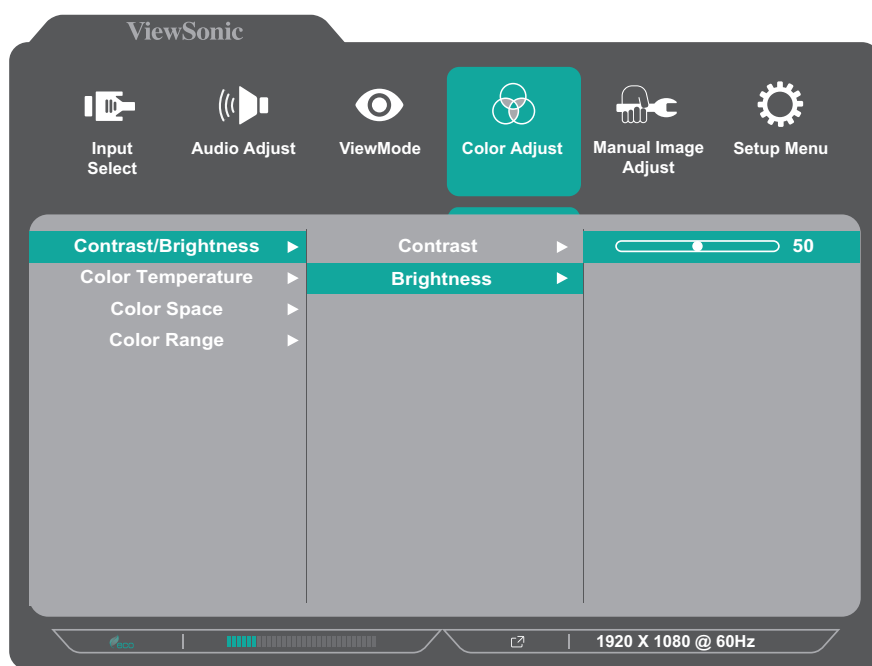 ViewSonic
Input
Select
Audio Adjust
ViewMode
Color Adjust
Manual Image
Adjust
Setup Menu
Contrast/Brightness
Contrast
50
Color Temperature
Brightness
Color Space
Color Range
eco
1920 X 1080 @ 60Hz